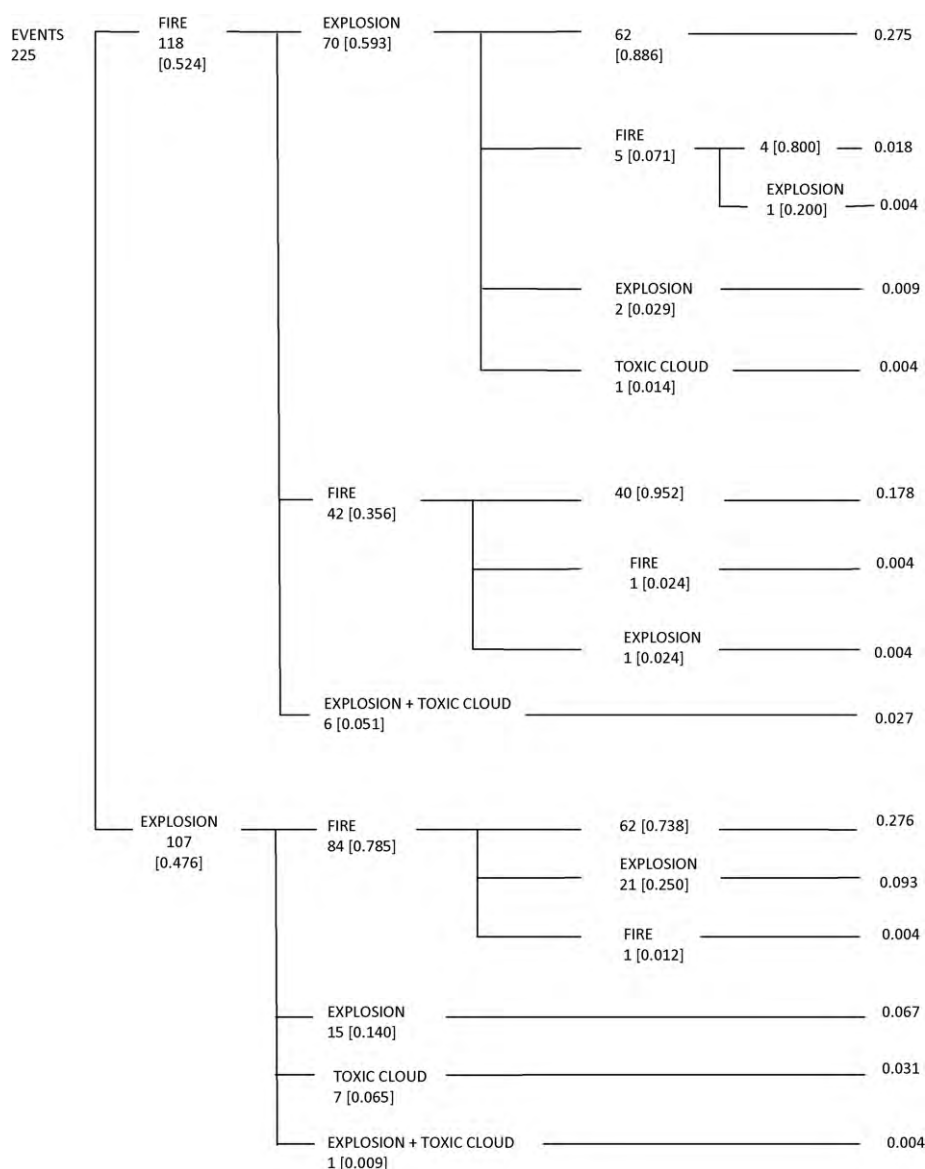 EVENTS
225
FIRE
118
[0.524]
EXPLOSION
70 [0.593]
62
[0.886]
0.275
FIRE
5 [0.071]
4 [0.800]
0.018
EXPLOSION
1 [0.200]
0.004
EXPLOSION
2 [0.029]
0.009
TOXIC CLOUD
1 [0.014]
0.004
FIRE
42 [0.356]
40 [0.952]
0.178
FIRE
1 [0.024]
0.004
EXPLOSION
1 [0.024]
0.004
EXPLOSION + TOXIC CLOUD
6 [0.051]
0.027
EXPLOSION
107
[0.476]
FIRE
84 [0.785]
62 [0.738]
0.276
EXPLOSION
21 [0.250]
0.093
FIRE
1 [0.012]
0.004
EXPLOSION
15 [0.140]
0.067
TOXIC CLOUD
7 [0.065]
0.031
EXPLOSION + TOXIC CLOUD
1 [0.009]
0.004